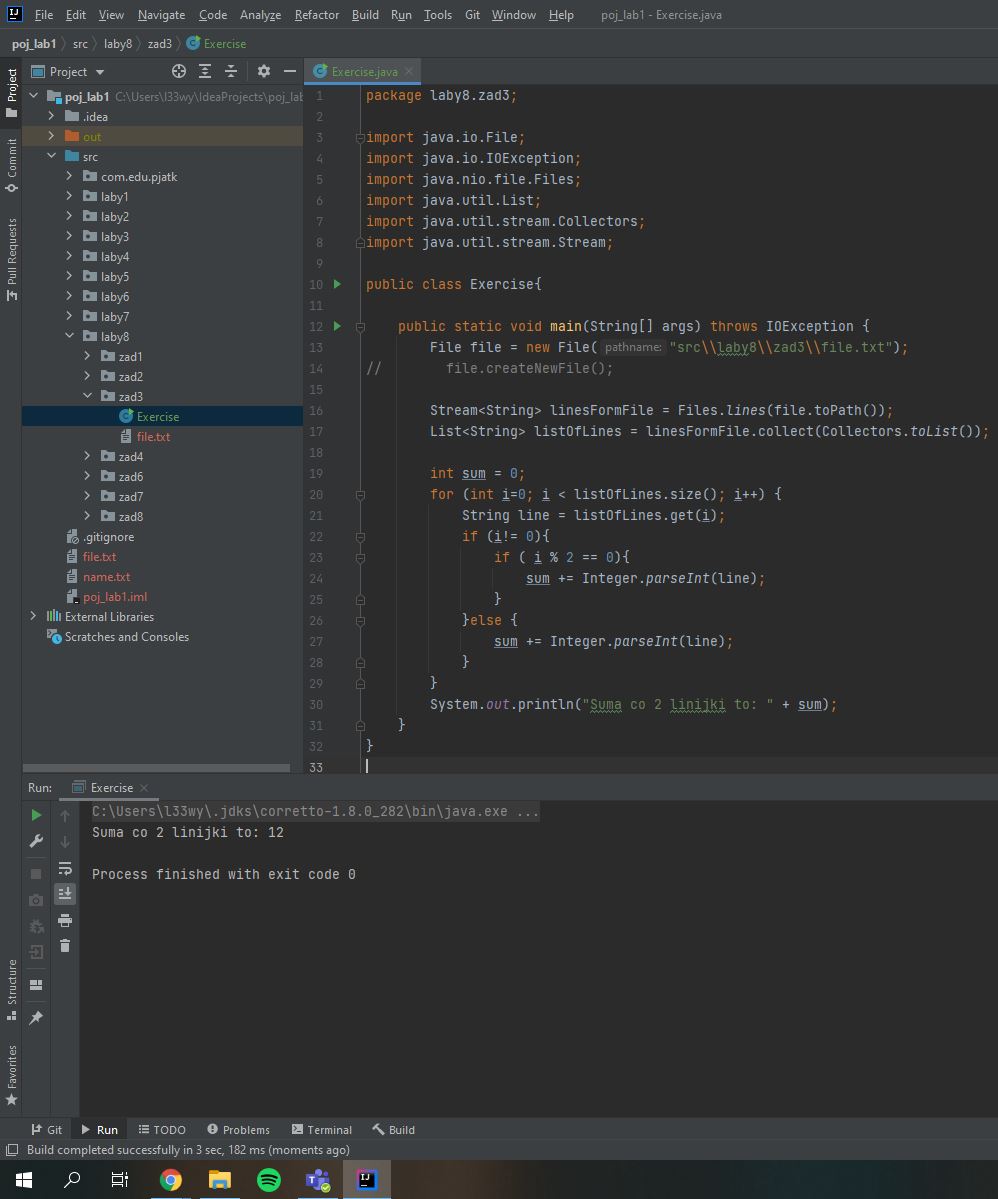 File Edit View Navigate Code Analyze Refactor Build Run Tools Git Window Help poj_lab1 - Exercise.java
poj_lab1 src laby8 zad3 Exercise
Project
Commit
Pull Requests
Structure
Favorites
Project
poj_lab1 C:\Users\l33wy\IdeaProjects\poj_lab
.idea
out
src
com.edu.pjatk
laby1
laby2
laby3
laby4
laby5
laby6
laby7
laby8
zad1
zad2
zad3
Exercise
file.txt
zad4
zad6
zad7
zad8
.gitignore
file.txt
name.txt
poj_lab1.iml
External Libraries
Scratches and Consoles
Exercise.java
1 package laby8.zad3;
2
3 import java.io.File;
4 import java.io.IOException;
5 import java.nio.file.Files;
6 import java.util.List;
7 import java.util.stream.Collectors;
8 import java.util.stream.Stream;
9
10 public class Exercise{
11
12 public static void main(String[] args) throws IOException {
13 File file = new File( pathname: "src\\laby8\\zad3\\file.txt");
14 // file.createNewFile();
15
16 Stream<String> linesFormFile = Files.lines(file.toPath());
17 List<String> listOfLines = linesFormFile.collect(Collectors.toList());
18
19 int sum = 0;
20 for (int i=0; i < listOfLines.size(); i++) {
21 String line = listOfLines.get(i);
22 if (i!= 0){
23 if ( i % 2 == 0){
24 sum += Integer.parseInt(line);
25 }
26 }else {
27 sum += Integer.parseInt(line);
28 }
29 }
30 System.out.println("Suma co 2 linijki to: " + sum);
31 }
32 }
33
Run: Exercise
C:\Users\l33wy\.jdks\corretto-1.8.0_282\bin\java.exe ...
Suma co 2 linijki to: 12
Process finished with exit code 0
Git Run TODO Problems Terminal Build
Build completed successfully in 3 sec, 182 ms (moments ago)